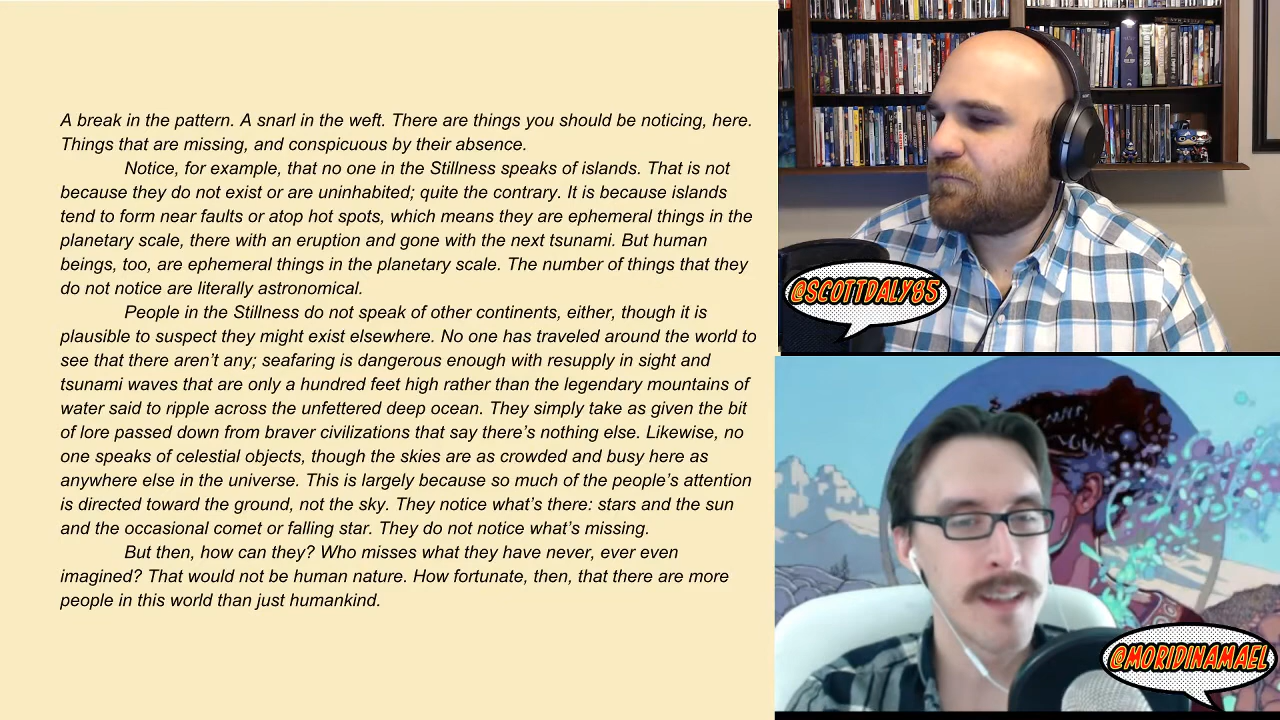 A break in the pattern. A snarl in the weft. There are things you should be noticing, here.
Things that are missing, and conspicuous by their absence.
Notice, for example, that no one in the Stillness speaks of islands. That is not
because they do not exist or are uninhabited; quite the contrary. It is because islands
tend to form near faults or atop hot spots, which means they are ephemeral things in the
planetary scale, there with an eruption and gone with the next tsunami. But human
beings, too, are ephemeral things in the planetary scale. The number of things that they
do not notice are literally astronomical.
People in the Stillness do not speak of other continents, either, though it is
plausible to suspect they might exist elsewhere. No one has traveled around the world to
see that there aren't any; seafaring is dangerous enough with resupply in sight and
tsunami waves that are only a hundred feet high rather than the legendary mountains of
water said to ripple across the unfettered deep ocean. They simply take as given the bit
of lore passed down from braver civilizations that say there's nothing else. Likewise, no
one speaks of celestial objects, though the skies are as crowded and busy here as
anywhere else in the universe. This is largely because so much of the people's attention
is directed toward the ground, not the sky. They notice what's there: stars and the sun
and the occasional comet or falling star. They do not notice what's missing.
But then, how can they? Who misses what they have never, ever even
imagined? That would not be human nature. How fortunate, then, that there are more
people in this world than just humankind.
@SCOTTDALY85
@MORIDINAMAEL